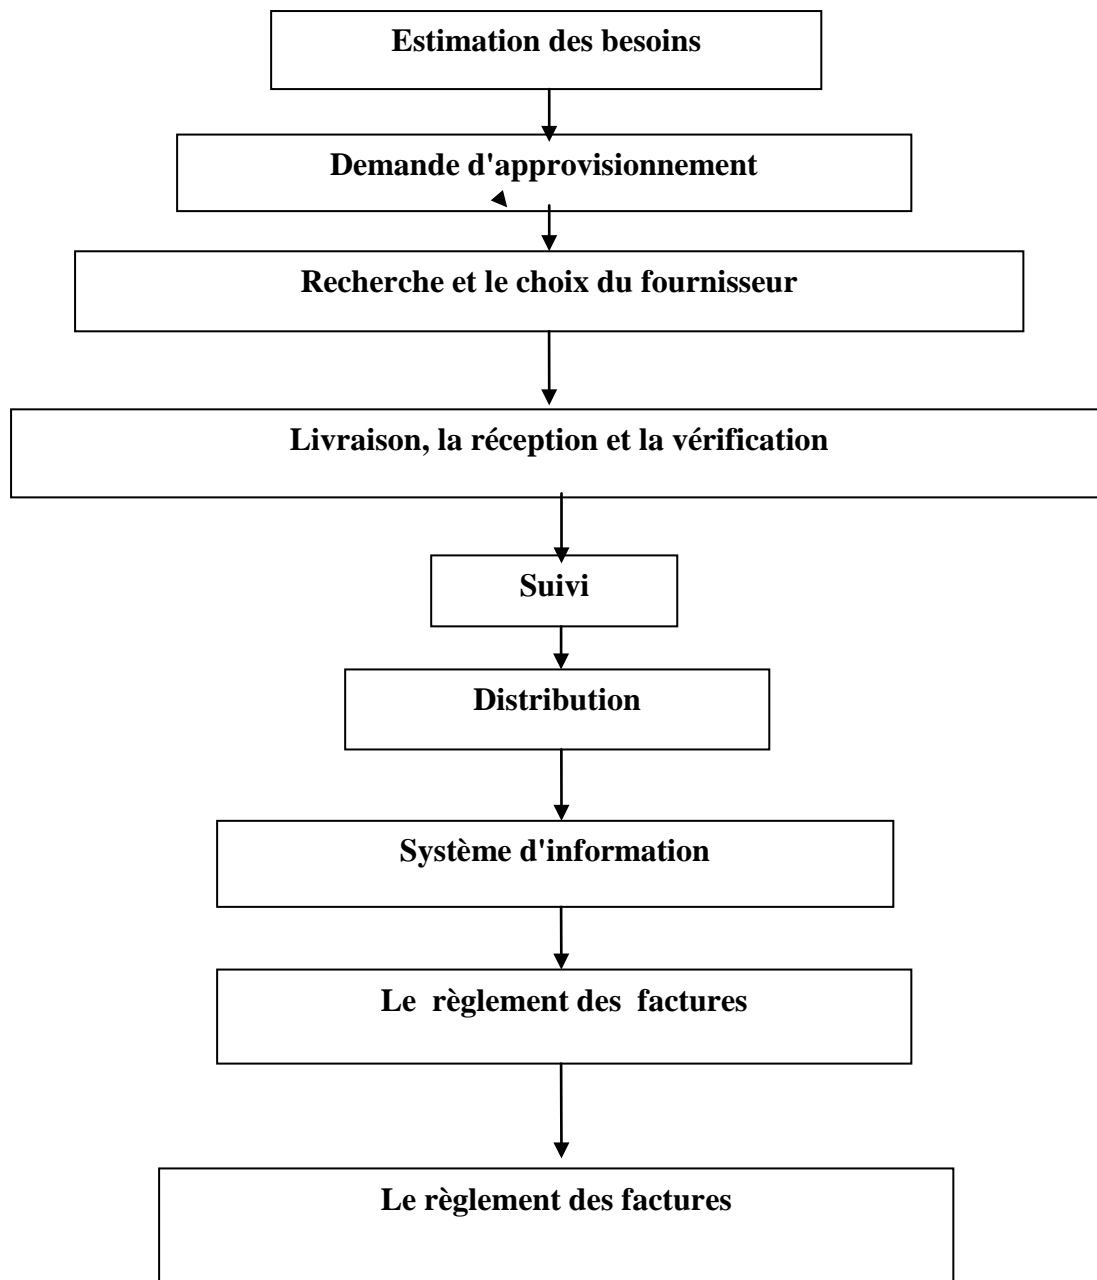 Estimation des besoins
Demande d'approvisionnement
Recherche et le choix du fournisseur
Livraison, la réception et la vérification
Suivi
Distribution
Système d'information
Le règlement des factures
Le règlement des factures